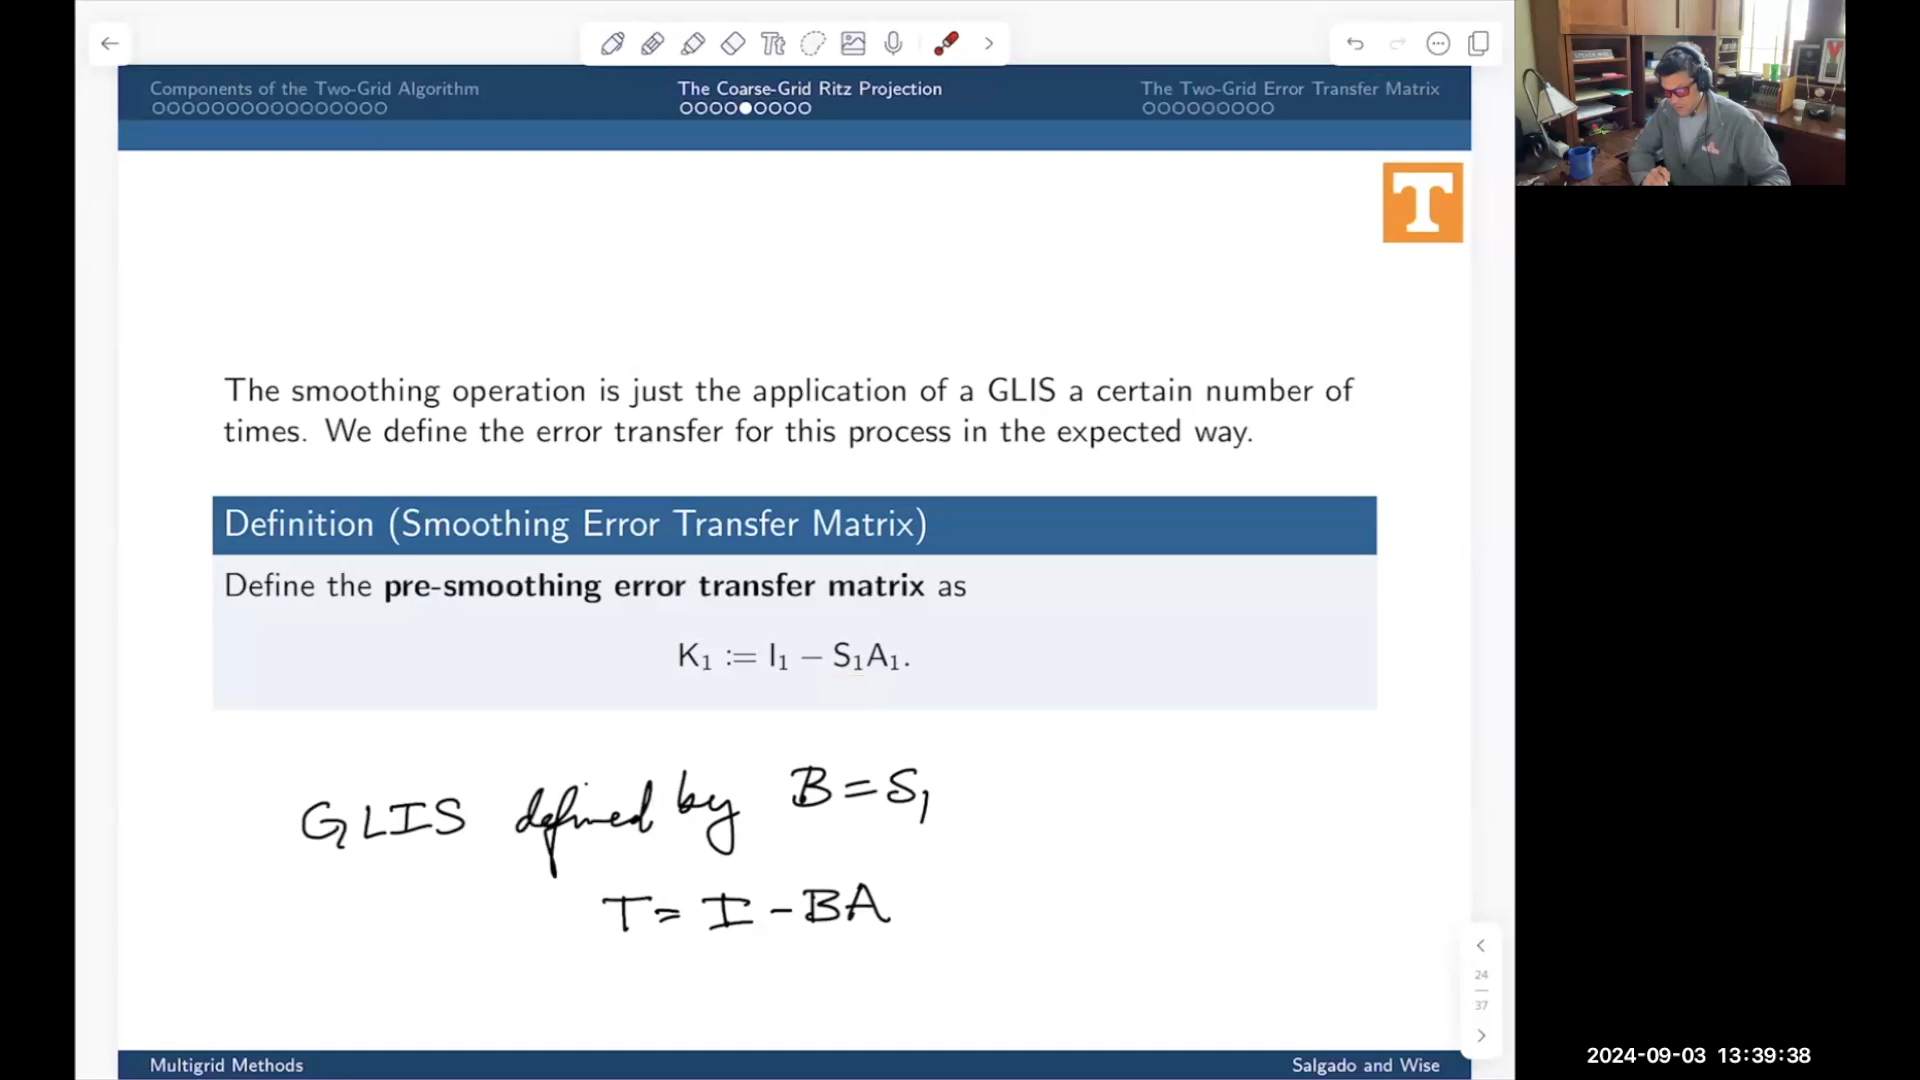 Components of the Two-Grid Algorithm
The Coarse-Grid Ritz Projection
The Two-Grid Error Transfer Matrix
T
The smoothing operation is just the application of a GLIS a certain number of
times. We define the error transfer for this process in the expected way.
Definition (Smoothing Error Transfer Matrix)
Define the pre-smoothing error transfer matrix as
K₁ := I₁ − S₁A₁.
GLIS defined by B = S₁
T = I − BA
24
37
Multigrid Methods
Salgado and Wise
2024-09-03 13:39:38